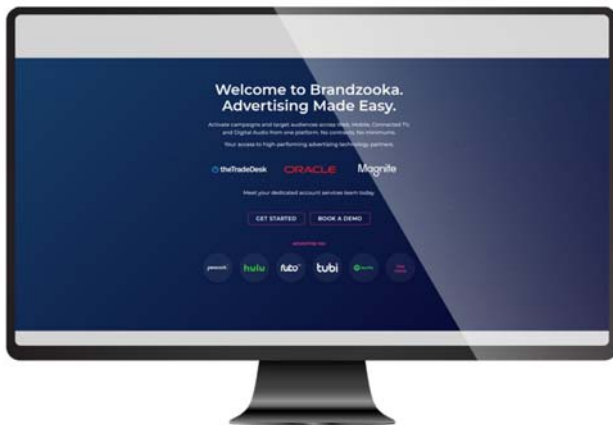 Welcome to Brandzooka.
Advertising Made Easy.
Activate campaigns and target audiences across Web, Mobile, Connected TV,
and Digital Audio from one platform. No contracts. No minimums.
Your access to high-performing advertising technology partners.
theTradeDesk ORACLE Magnite
Meet your dedicated account services team today.
GET STARTED BOOK A DEMO
peacock hulu tubi